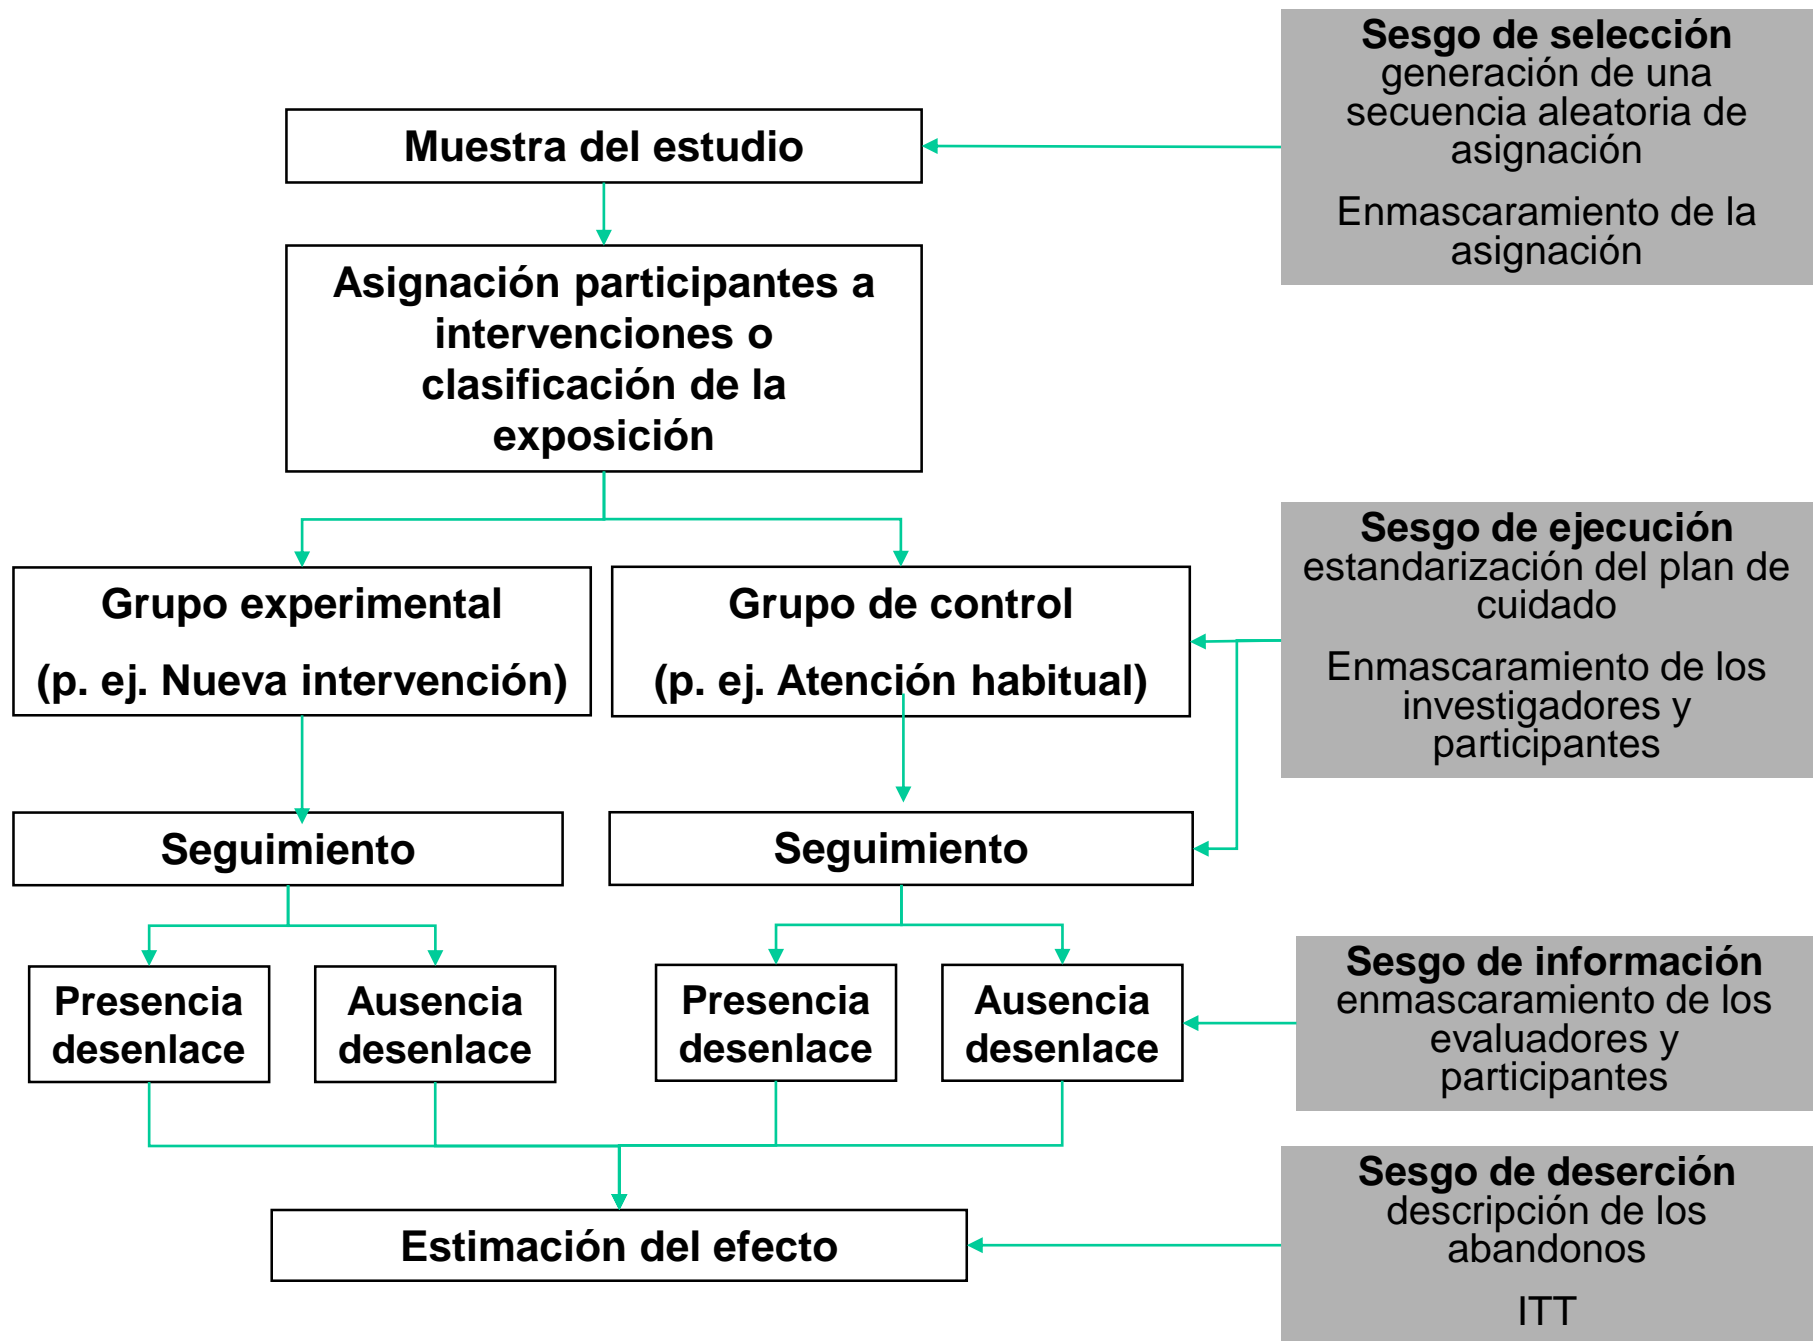 Sesgo de selección
generación de una
secuencia aleatoria de
asignación
Enmascaramiento de la
asignación
Muestra del estudio
Asignación participantes a
intervenciones o
clasificación de la
exposición
Sesgo de ejecución
estandarización del plan de
cuidado
Enmascaramiento de los
investigadores y
participantes
Grupo experimental
(p. ej. Nueva intervención)
Grupo de control
(p. ej. Atención habitual)
Seguimiento
Seguimiento
Presencia
desenlace
Ausencia
desenlace
Presencia
desenlace
Ausencia
desenlace
Sesgo de información
enmascaramiento de los
evaluadores y
participantes
Estimación del efecto
Sesgo de deserción
descripción de los
abandonos
ITT